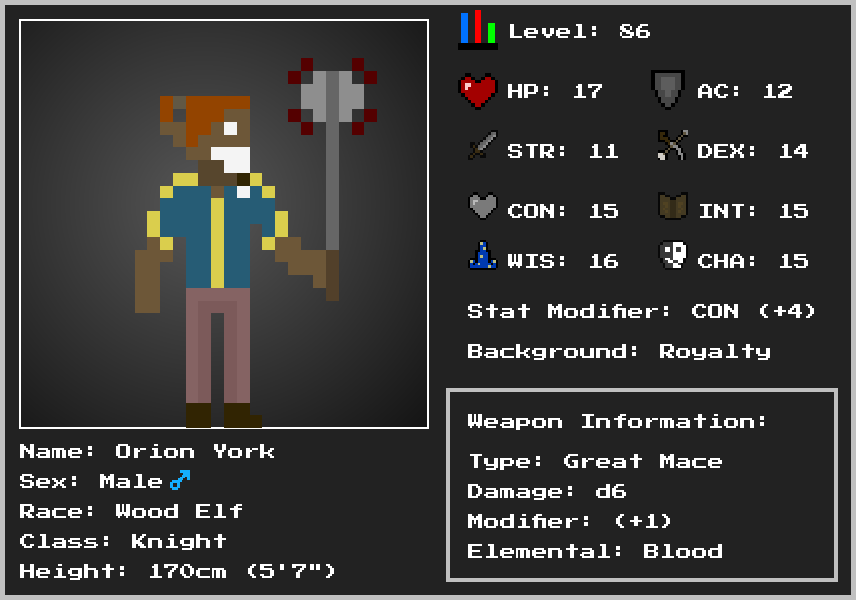 Level: 86
HP: 17 AC: 12
STR: 11 DEX: 14
CON: 15 INT: 15
WIS: 16 CHA: 15
Stat Modifier: CON (+4)
Background: Royalty
Weapon Information:
Type: Great Mace
Damage: d6
Modifier: (+1)
Elemental: Blood
Name: Orion York
Sex: Male♂
Race: Wood Elf
Class: Knight
Height: 170cm (5'7")